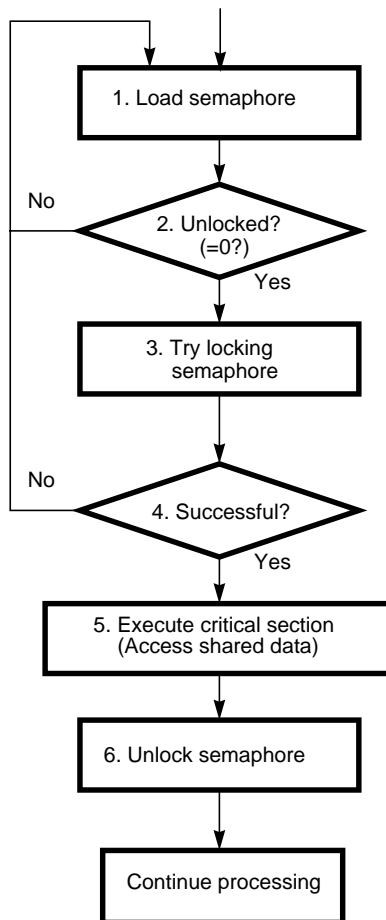 1. Load semaphore
No
2. Unlocked?
(=0?)
Yes
3. Try locking
semaphore
No
4. Successful?
Yes
5. Execute critical section
(Access shared data)
6. Unlock semaphore
Continue processing